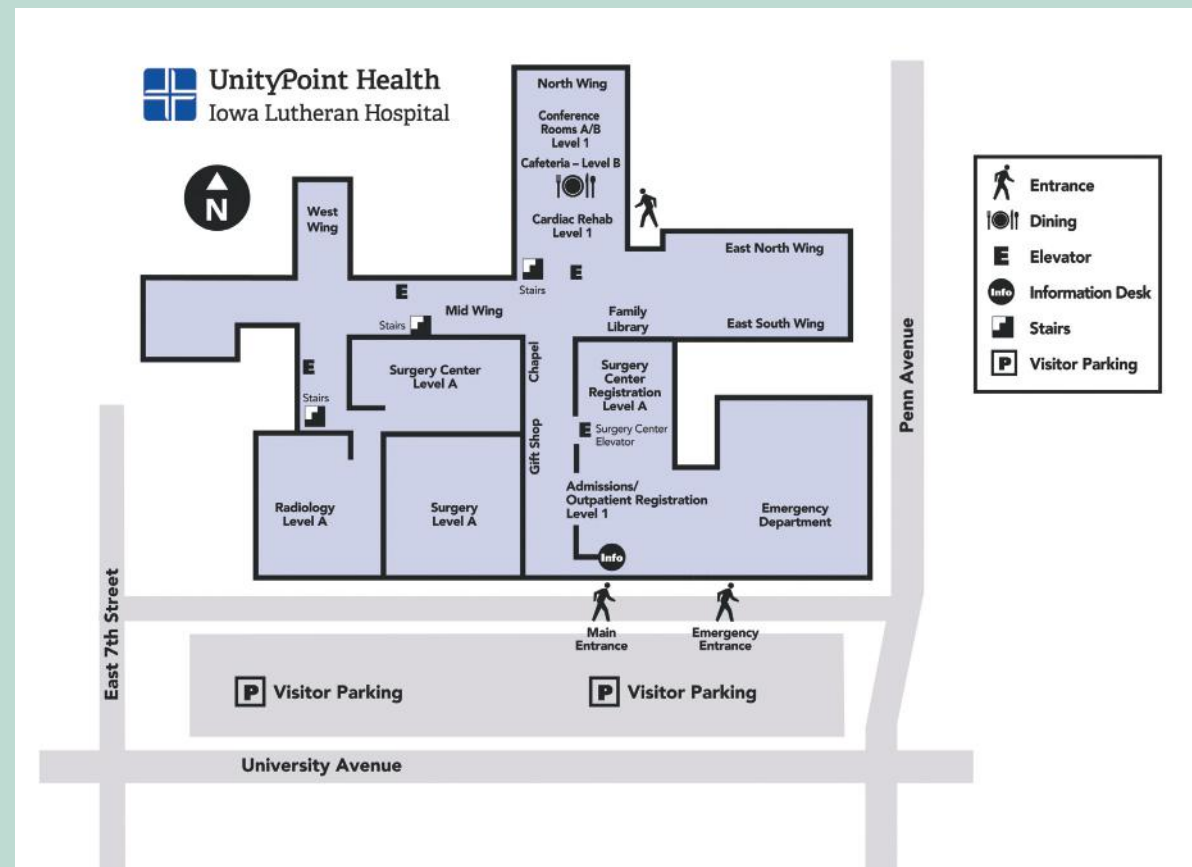 UnityPoint Health
Iowa Lutheran Hospital
N
North Wing
Conference
Rooms A/B
Level 1
Cafeteria – Level B
Cardiac Rehab
Level 1
E
Stairs
West
Wing
E
Stairs
Mid Wing
East North Wing
Family
Library
East South Wing
E
Stairs
Surgery Center
Level A
Chapel
Gift Shop
Surgery
Center
Registration
Level A
E Surgery Center
Elevator
Radiology
Level A
Surgery
Level A
Admissions/
Outpatient Registration
Level 1
Emergency
Department
Info
Main
Entrance
Emergency
Entrance
P Visitor Parking
P Visitor Parking
East 7th Street
University Avenue
Penn Avenue
Entrance
Dining
E Elevator
Info Information Desk
Stairs
P Visitor Parking